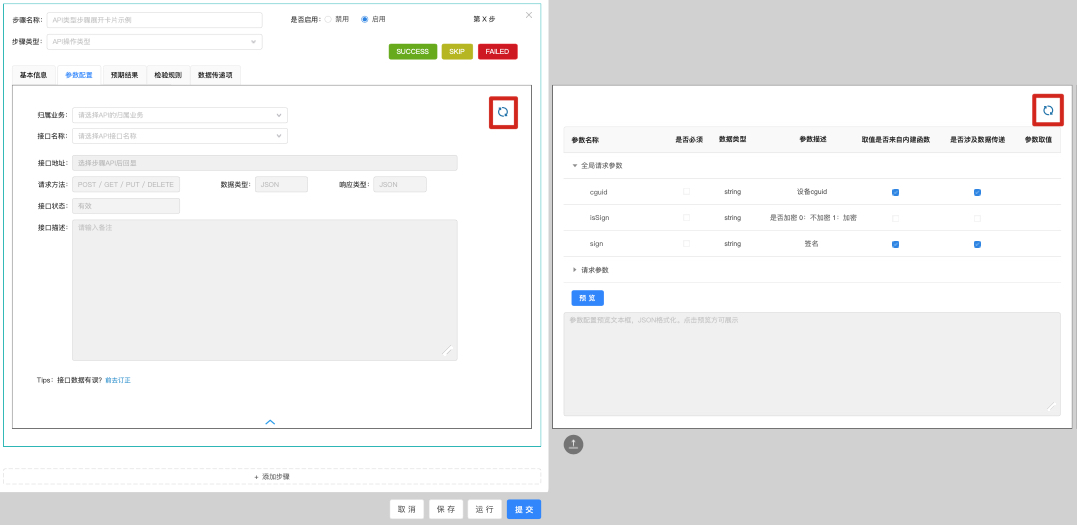 步骤名称： API类型步骤展开卡片示例 是否启用： 禁用 启用 第 X 步
步骤类型： API操作类型
SUCCESS SKIP FAILED
基本信息 参数配置 预期结果 检验规则 数据传递项
归属业务： 请选择API的归属业务
接口名称： 请选择API接口名称
接口地址： 选择步骤API后回显
请求方法： POST / GET / PUT / DELETE 数据类型： JSON 响应类型： JSON
接口状态： 有效
接口描述： 请输入备注
Tips：接口数据有误？前去订正
+ 添加步骤
取 消 保 存 运 行 提 交
参数名称 是否必须 数据类型 参数描述 取值是否来自内建函数 是否涉及数据传递 参数取值
全局请求参数
cguid string 设备cguid
isSign string 是否加密 0：不加密 1：加密
sign string 签名
请求参数
预 览
参数配置预览文本框，JSON格式化，点击预览方可展示